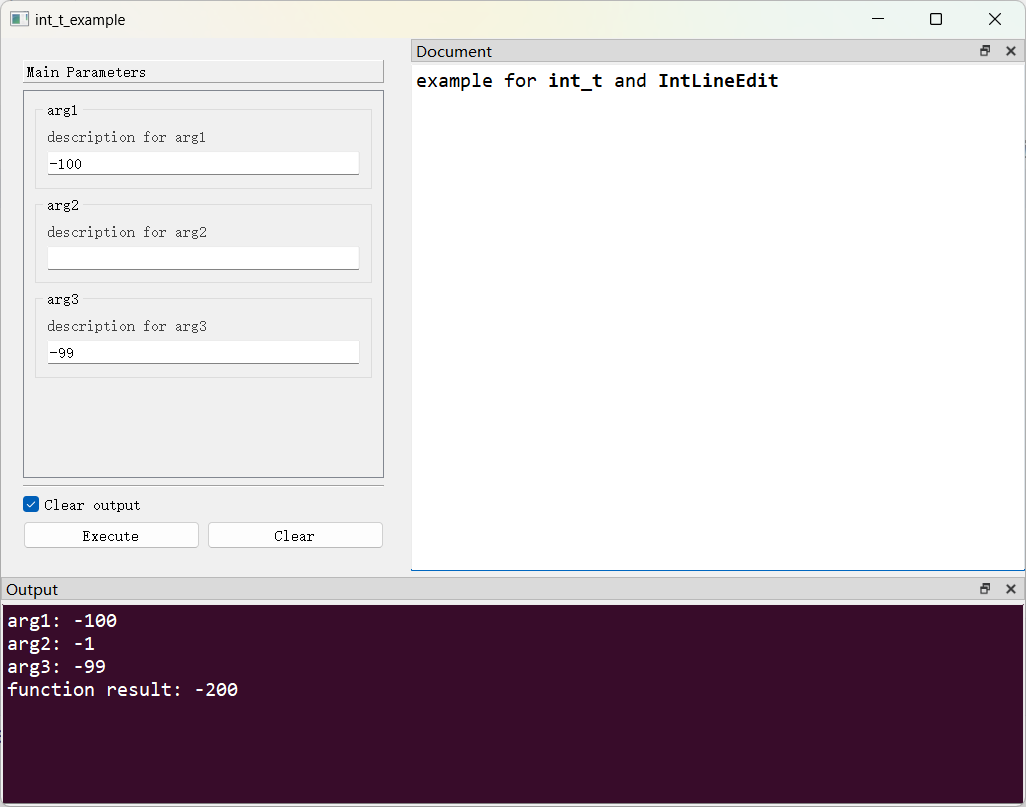 int_t_example
Main Parameters
arg1
description for arg1
-100
arg2
description for arg2
arg3
description for arg3
-99
Clear output
Execute
Clear
Document
example for int_t and IntLineEdit
Output
arg1: -100
arg2: -1
arg3: -99
function result: -200